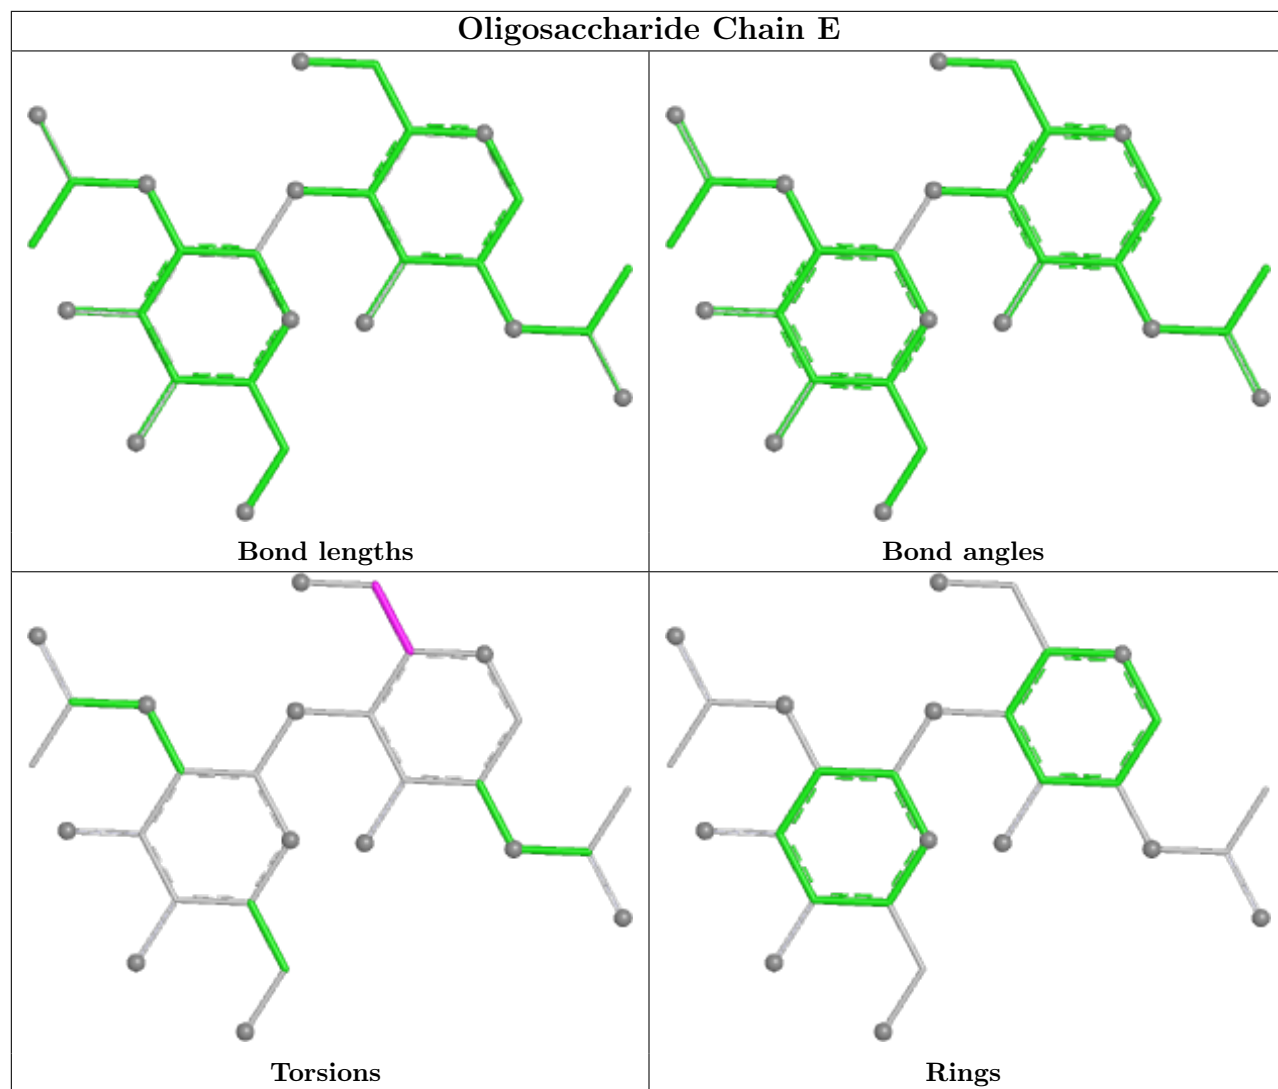 Oligosaccharide Chain E
Bond lengths
Bond angles
Torsions
Rings